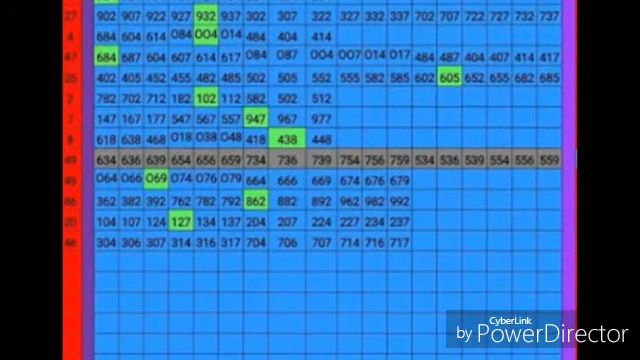 27 902 907 922 927 932 937 302 307 322 327 332 337 702 707 722 727 732 737
4 684 604 614 084 004 014 484 404 414
47 684 687 604 607 614 617 084 087 004 007 014 017 484 487 404 407 414 417
25 402 405 452 455 482 485 502 505 552 555 582 585 602 605 652 655 682 685
2 782 702 712 182 102 112 582 502 512
7 147 167 177 547 567 557 947 967 977
8 618 638 468 018 038 048 418 438 448
49 634 636 639 654 656 659 734 736 739 754 756 759 534 536 539 554 556 559
064 066 069 074 076 079 664 666 669 674 676 679
362 382 392 762 782 792 862 882 892 962 982 992
104 107 124 127 134 137 204 207 224 227 234 237
304 306 307 314 316 317 704 706 707 714 716 717
CyberLink
by PowerDirector